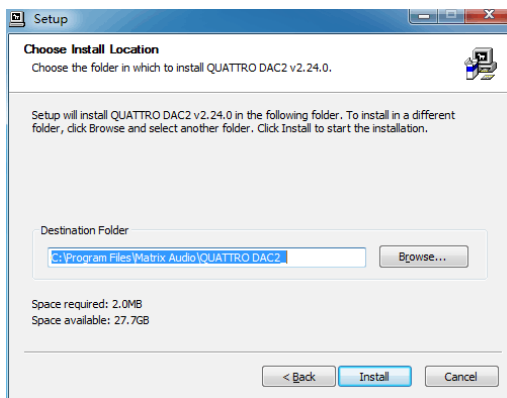 Setup
Choose Install Location
Choose the folder in which to install QUATTRO DAC2 v2.24.0.
Setup will install QUATTRO DAC2 v2.24.0 in the following folder. To install in a different
folder, click Browse and select another folder. Click Install to start the installation.
Destination Folder
C:\Program Files\Matrix Audio\QUATTRO DAC2_
Browse...
Space required: 2.0MB
Space available: 27.7GB
< Back
Install
Cancel